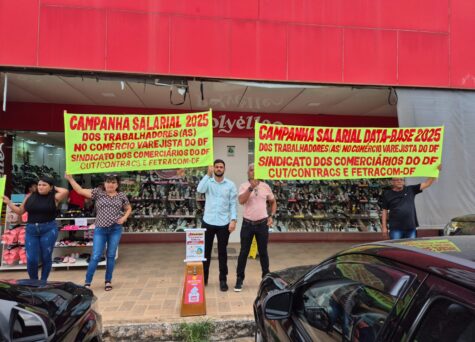 Polyélle
CAMPANHA SALARIAL 2025
DOS TRABALHADORES(AS)
NO COMÉRCIO VAREJISTA DO DF
SINDICATO DOS COMERCIÁRIOS DO DF
CUT/CONTRACS E FETRACOM-DF
CAMPANHA SARARIAL DATA-BASE 2025
DOS TRABALHADORES/AS NO COMÉRCIO VAREJISTA DO DF
SINDICATO DOS COMERCIÁRIOS DO DF
CUT/CONTRACS E FETRACOM-DF